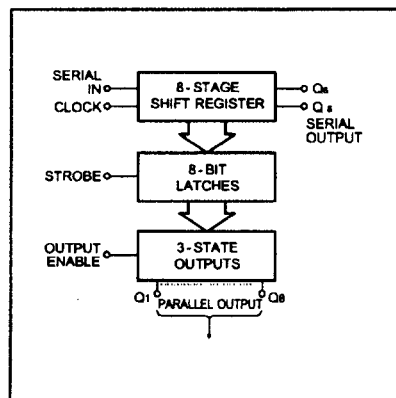 SERIAL IN
CLOCK
8-STAGE
SHIFT REGISTER
Qs
Qs
SERIAL
OUTPUT
STROBE
8-BIT
LATCHES
OUTPUT
ENABLE
3-STATE
OUTPUTS
Q1
PARALLEL OUTPUT
Q8